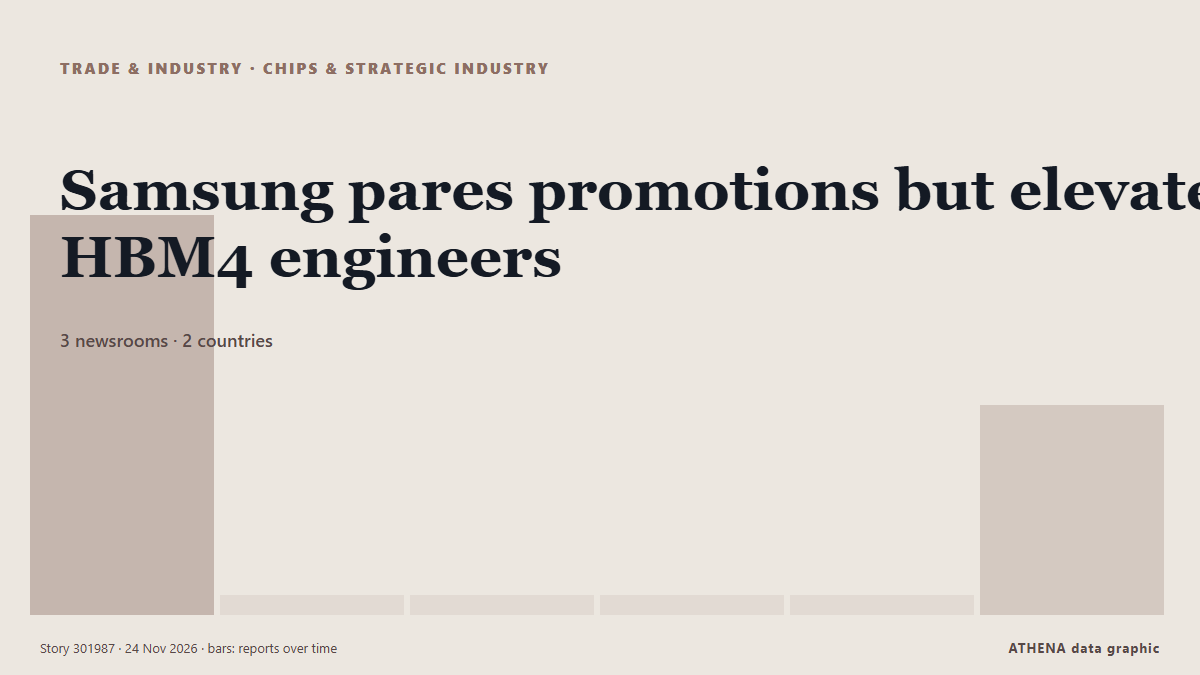 TRADE & INDUSTRY · CHIPS & STRATEGIC INDUSTRY
Samsung pares promotions but elevate
HBM4 engineers
3 newsrooms · 2 countries
Story 301987 · 24 Nov 2026 · bars: reports over time
ATHENA data graphic